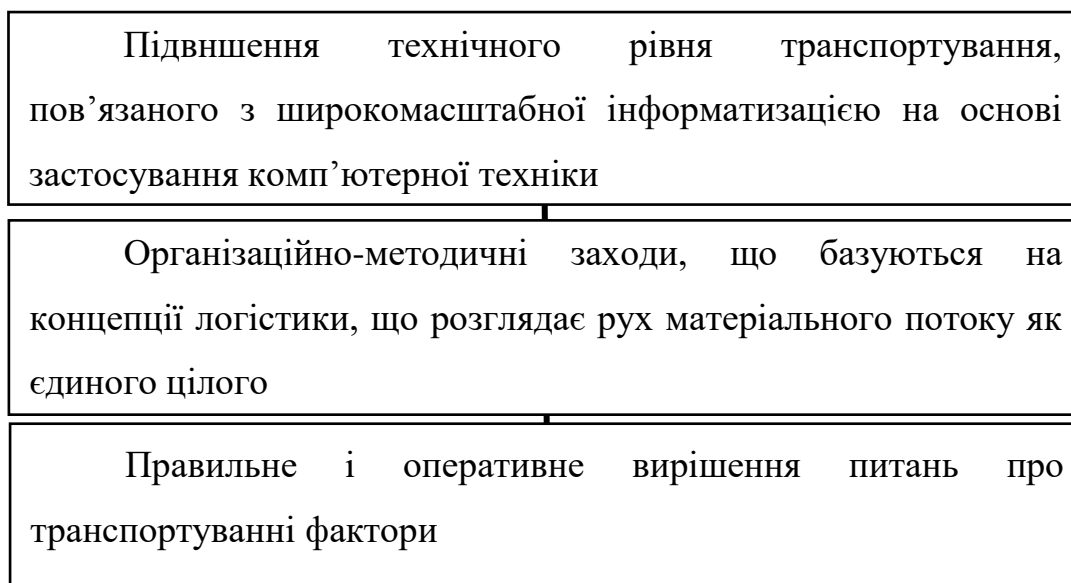 Підвншення технічного рівня транспортування,
пов’язаного з широкомасштабної інформатизацією на основі
застосування комп’ютерної техніки
Організаційно-методичні заходи, що базуються на
концепції логістики, що розглядає рух матеріального потоку як
єдиного цілого
Правильне і оперативне вирішення питань про
транспортуванні фактори